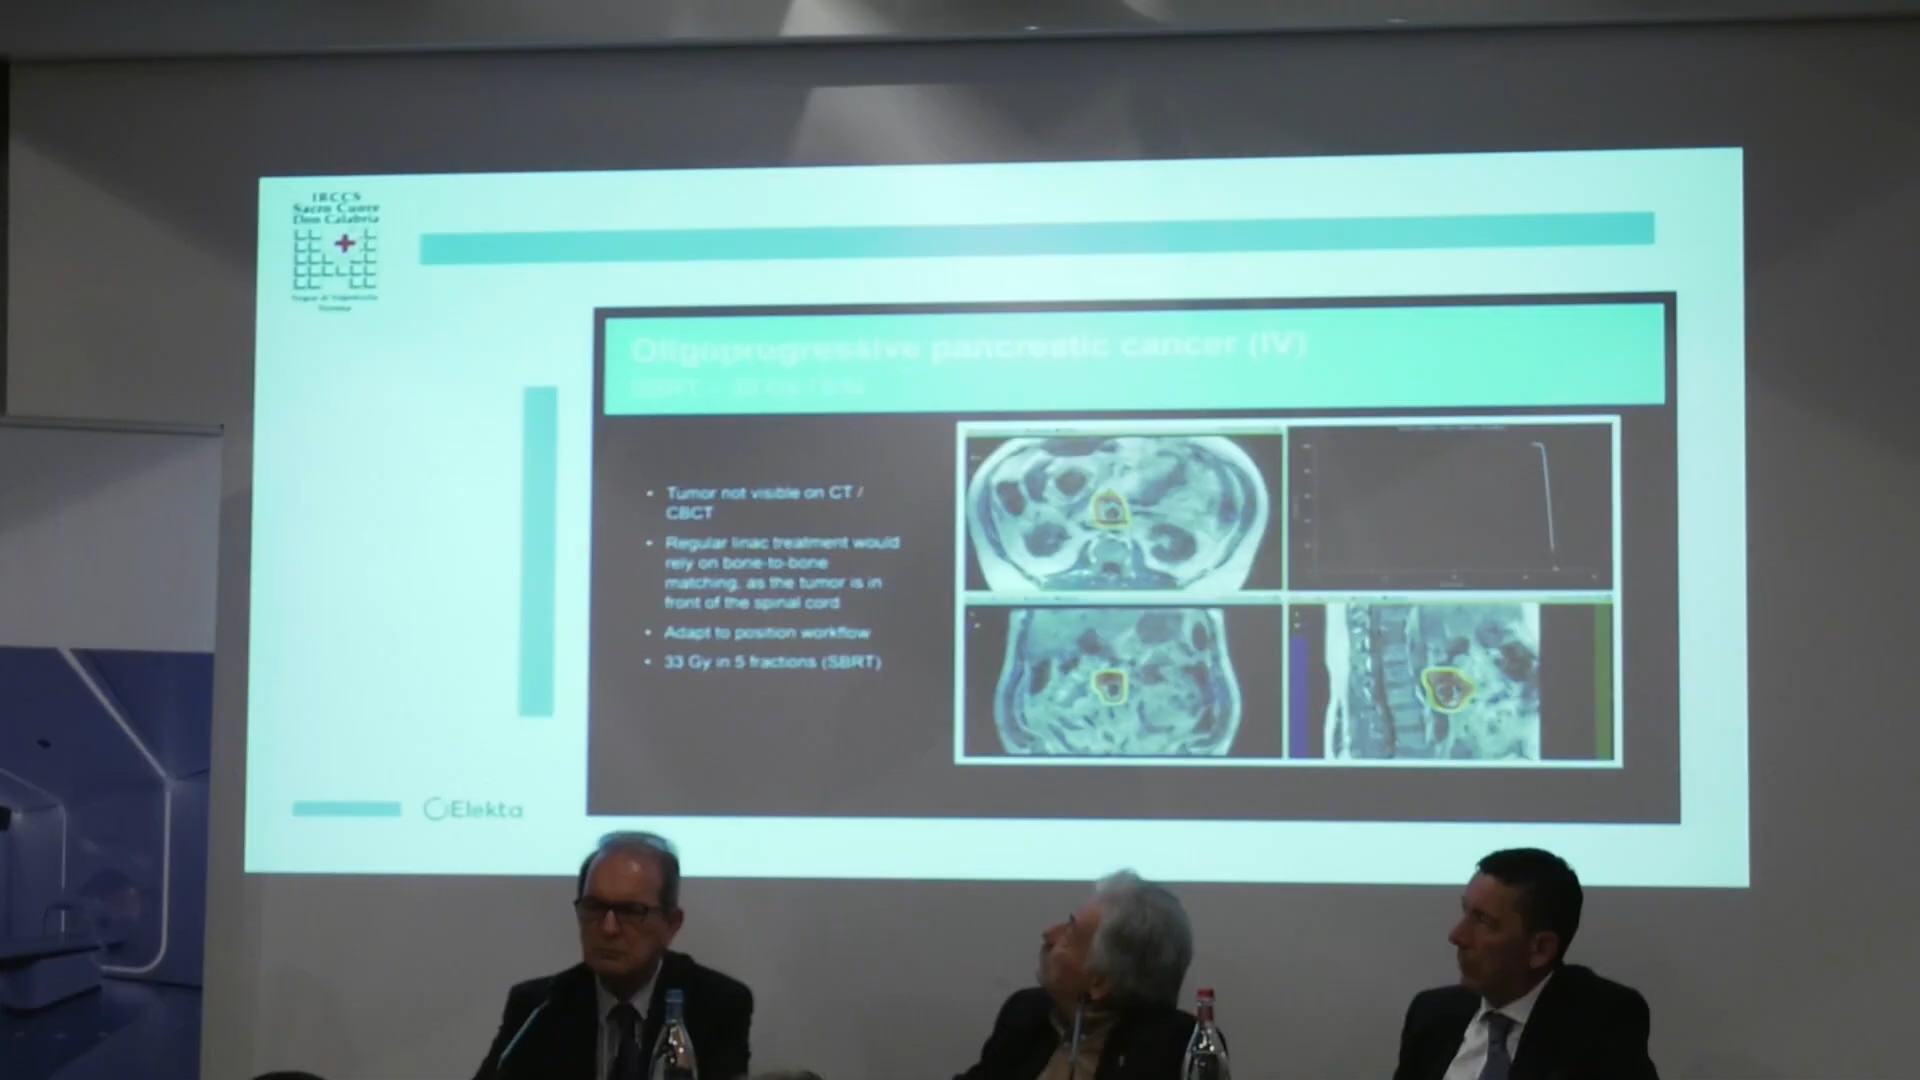 IRCCS
Sacro Cuore
Don Calabria
Oligoprogressive pancreatic cancer (IV)
• Tumor not visible on CT /
CBCT
• Regular linac treatment would
rely on bone-to-bone
matching, as the tumor is in
front of the spinal cord
• Adapt to position workflow
• 33 Gy in 5 fractions (SBRT)
Elekta